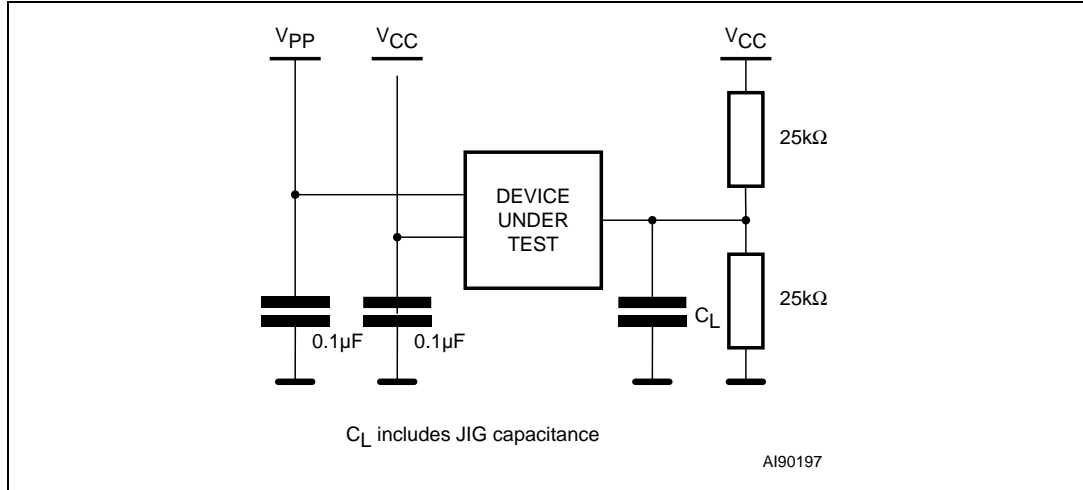 VPP
VCC
VCC
25kΩ
DEVICE
UNDER
TEST
25kΩ
CL
0.1µF
0.1µF
CL includes JIG capacitance
AI90197